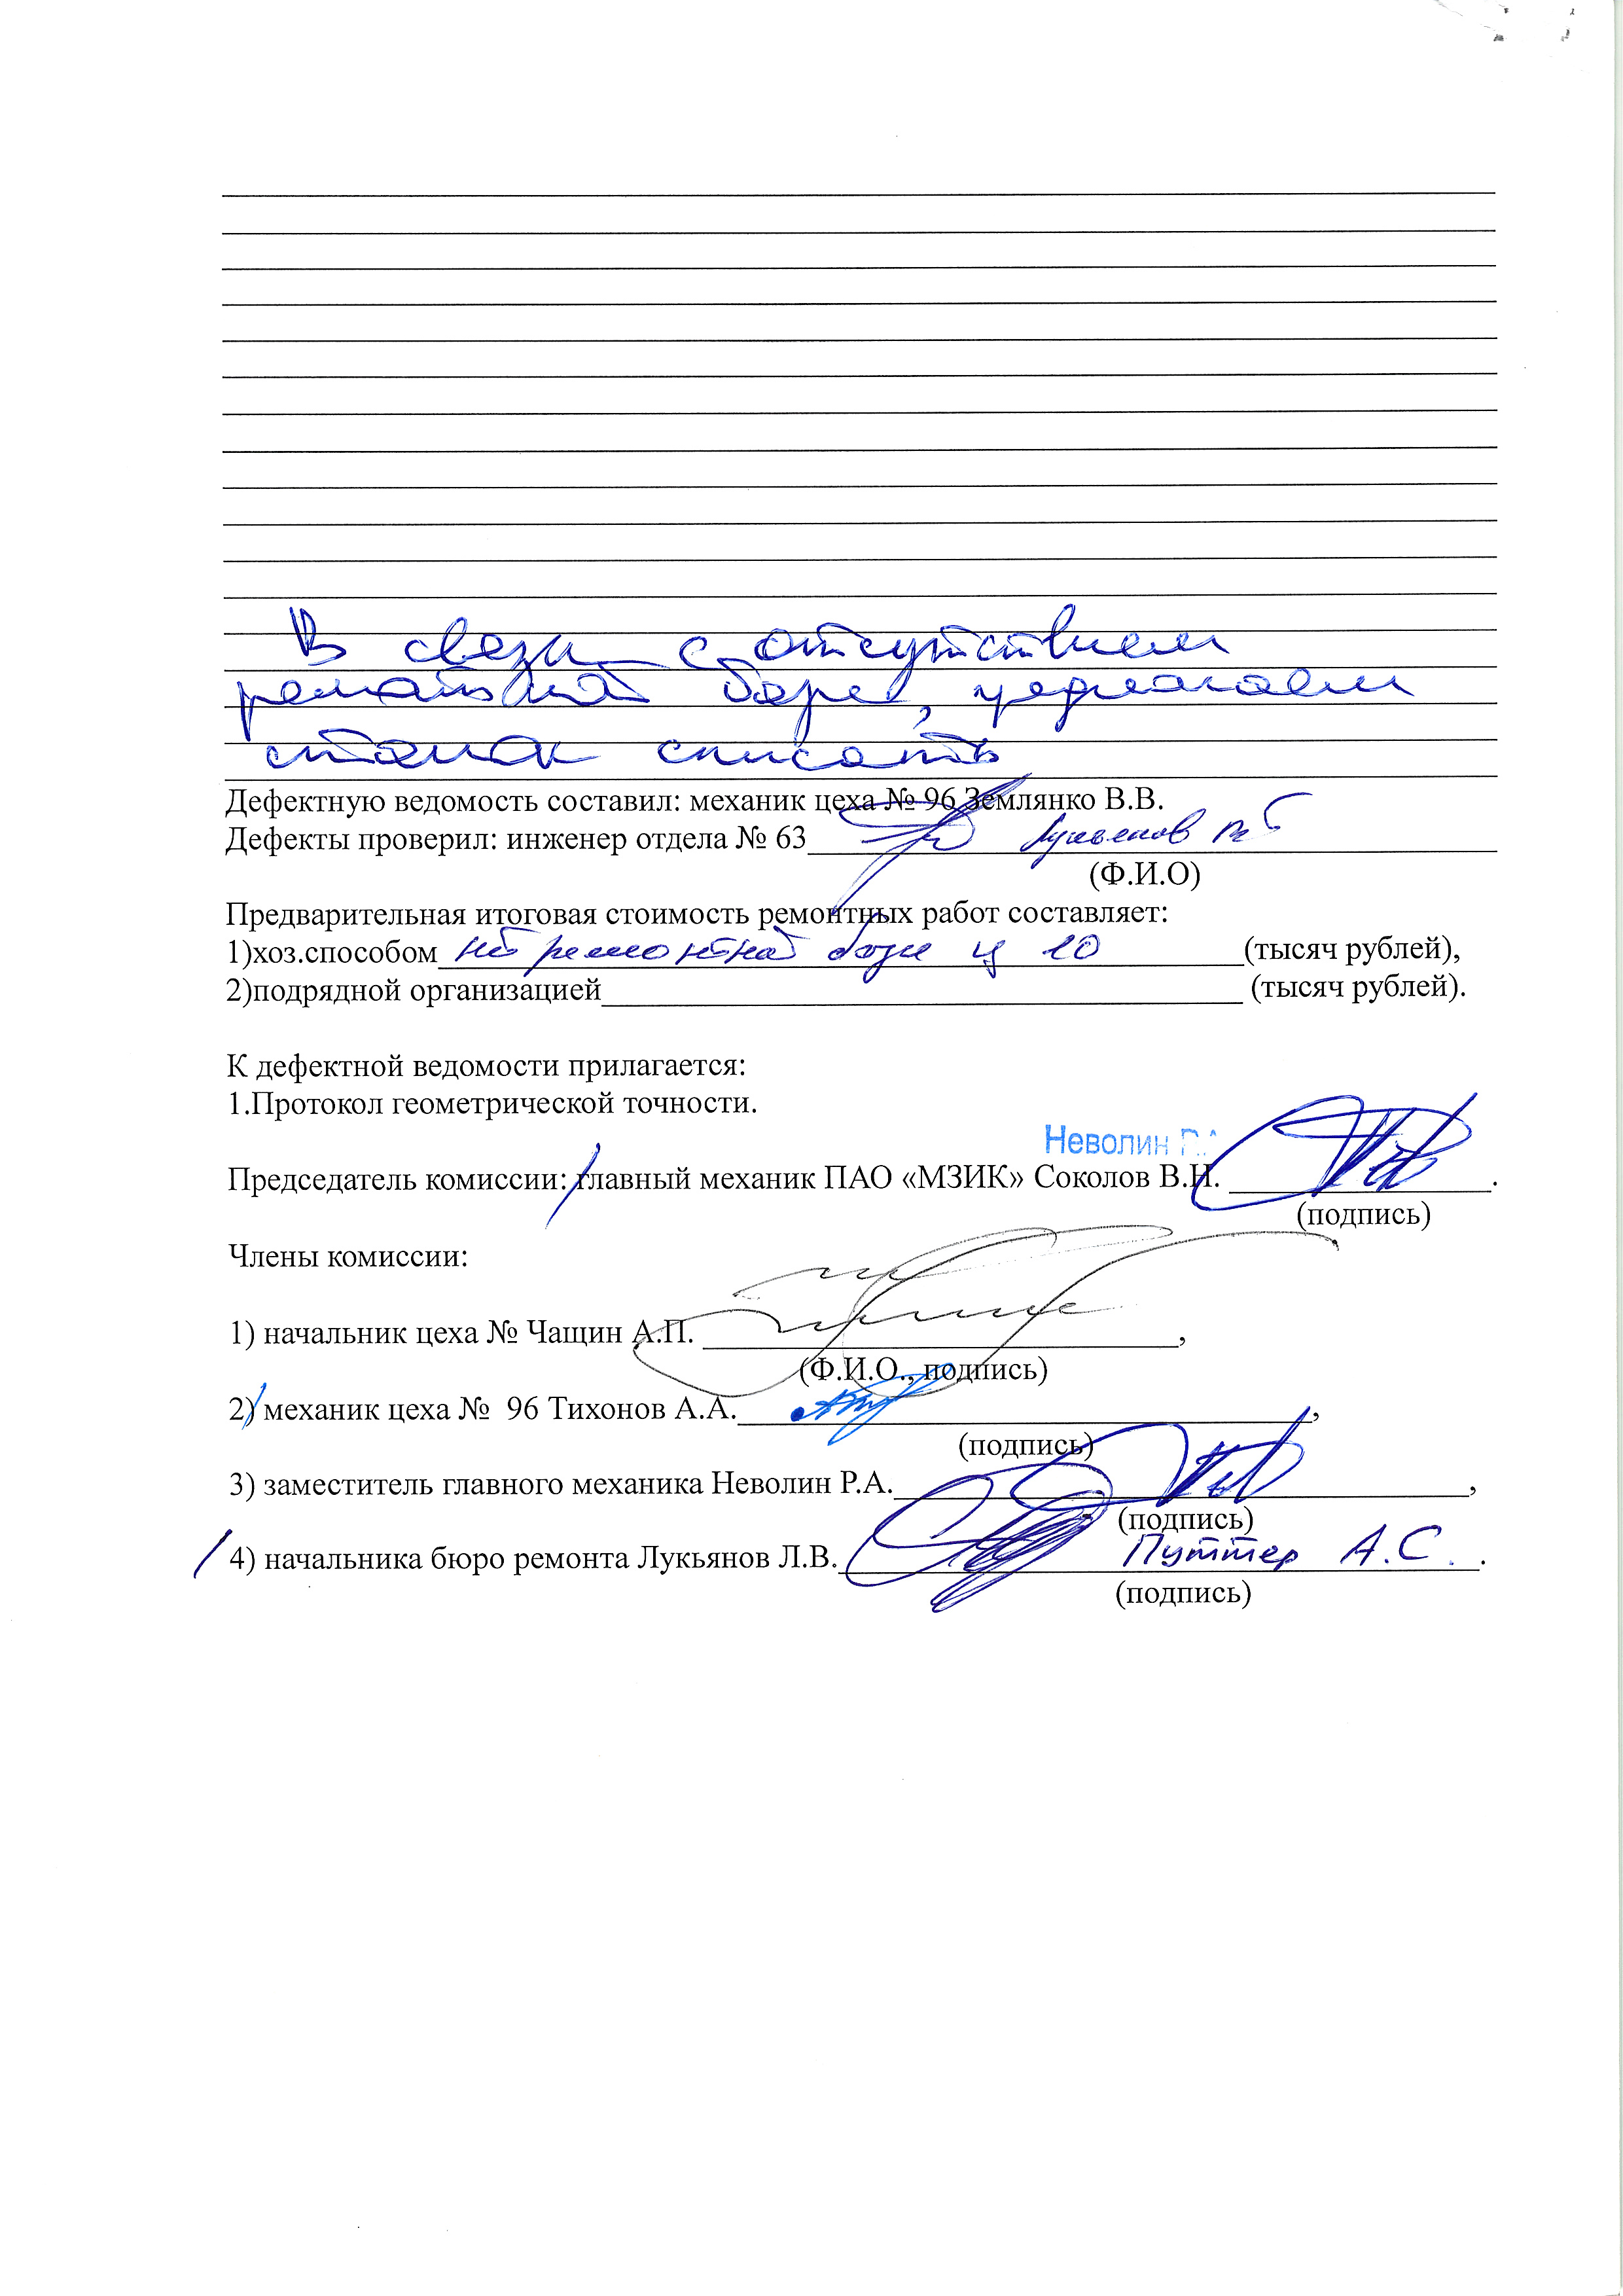 В связи с отсутствием
ремонтной базы, предлагаем
станок списать
Дефектную ведомость составил: механик цеха № 96 Землянко В.В.
Дефекты проверил: инженер отдела № 63 Лукьянов
(Ф.И.О)
Предварительная итоговая стоимость ремонтных работ составляет:
1)хоз.способом нет ремонтной базы ц 10 (тысяч рублей),
2)подрядной организацией (тысяч рублей).
К дефектной ведомости прилагается:
1.Протокол геометрической точности.
Неволин Р.А
Председатель комиссии: главный механик ПАО «МЗИК» Соколов В.Н.
(подпись)
Члены комиссии:
1) начальник цеха № Чащин А.П.
(Ф.И.О., подпись)
2) механик цеха № 96 Тихонов А.А.
(подпись)
3) заместитель главного механика Неволин Р.А.
(подпись)
4) начальника бюро ремонта Лукьянов Л.В. Путтер А.С.
(подпись)